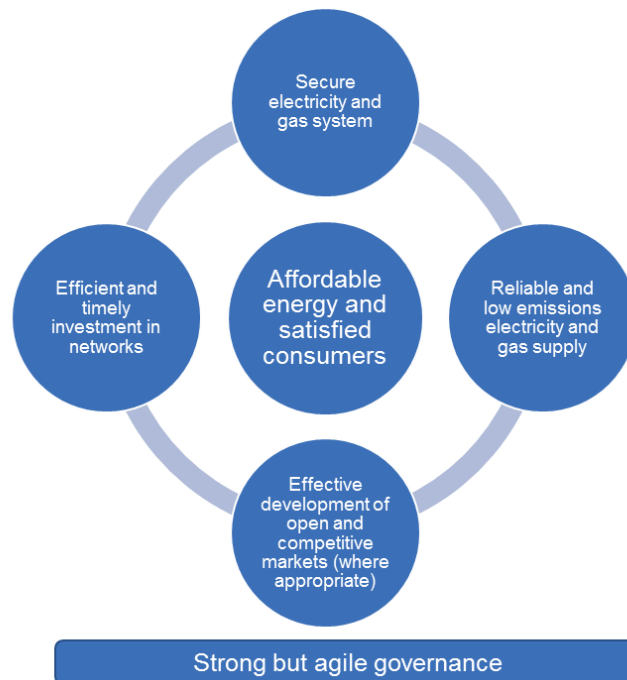 Secure
electricity and
gas system
Efficient and
timely
investment in
networks
Affordable
energy and
satisfied
consumers
Reliable and
low emissions
electricity and
gas supply
Effective
development of
open and
competitive
markets (where
appropriate)
Strong but agile governance